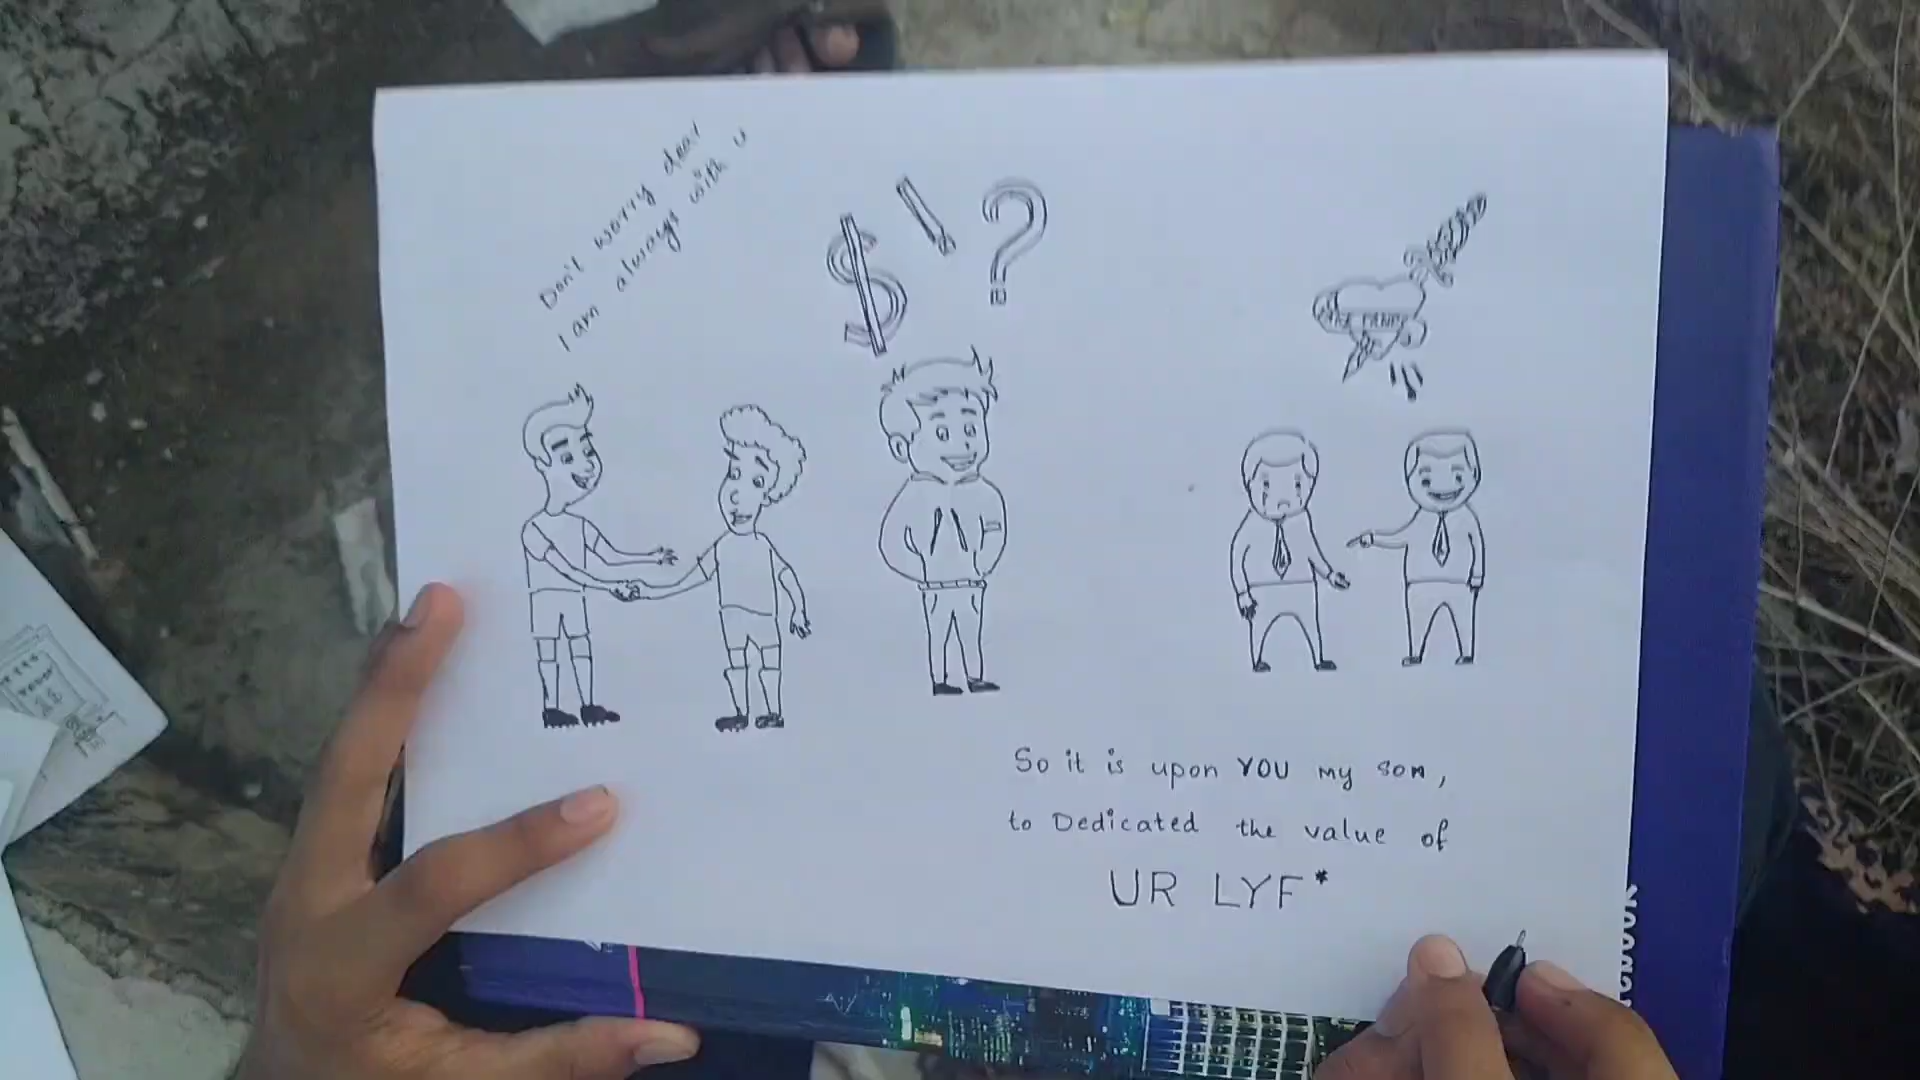 Don't worry dear
I am always with u
$ ?
So it is upon YOU my son,
to Dedicated the value of
UR LYF*